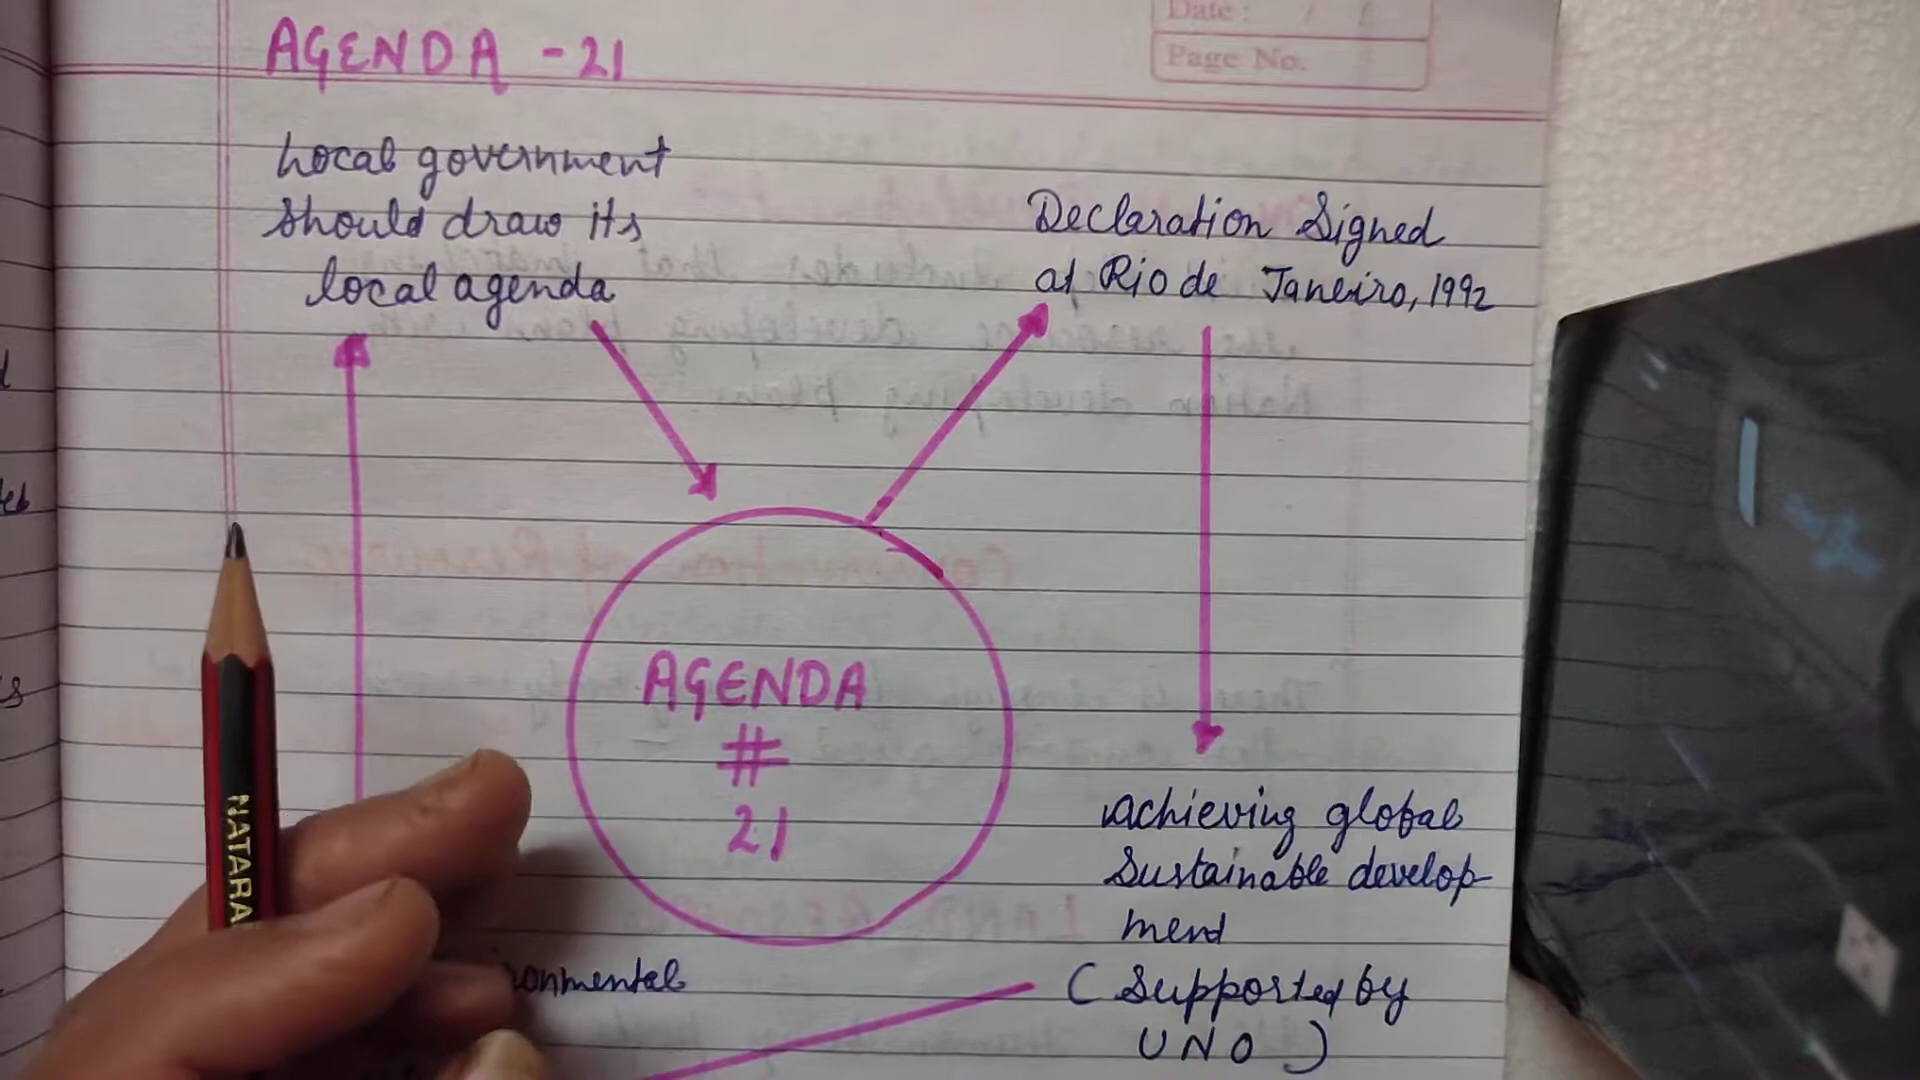 Date : / /
Page No.
AGENDA - 21
Local government
should draw its
local agenda
Declaration Signed
at Rio de Janeiro, 1992
AGENDA
#
21
achieving global
Sustainable develop-
ment
( Supported by
UNO )
onmental
NATARA